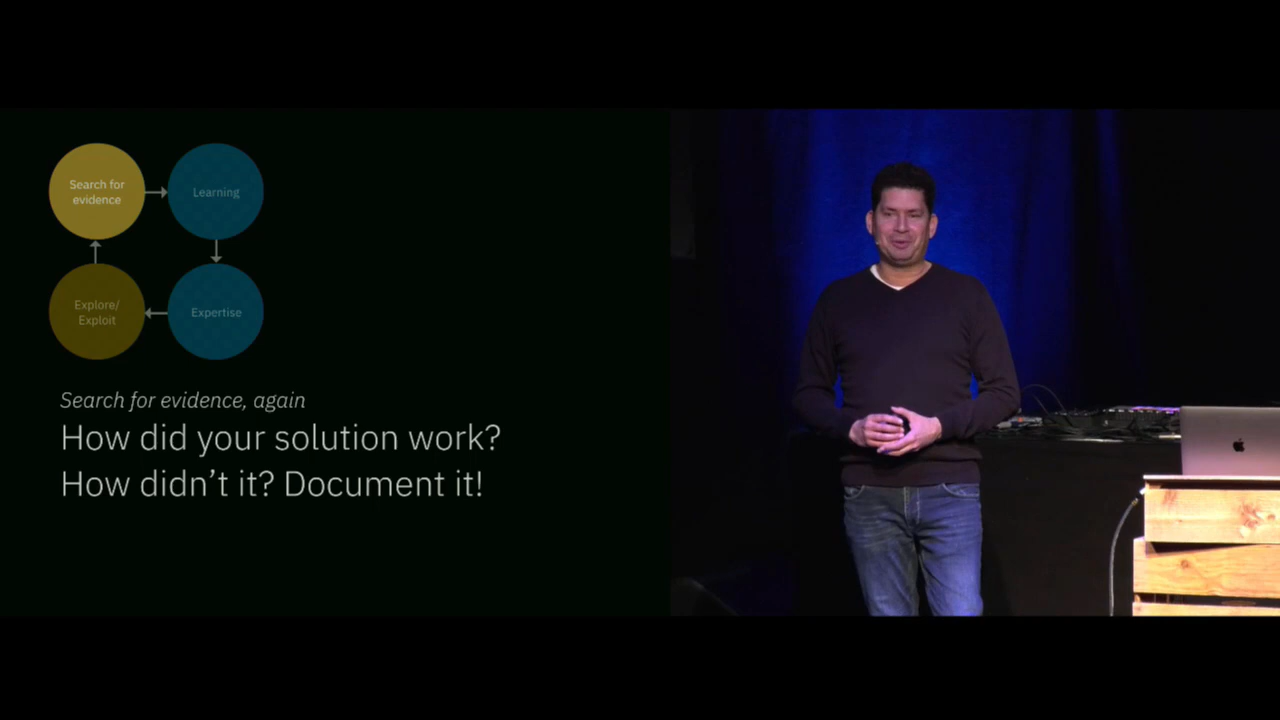 Search for
evidence
Learning
Explore/
Exploit
Expertise
Search for evidence, again
How did your solution work?
How didn’t it? Document it!